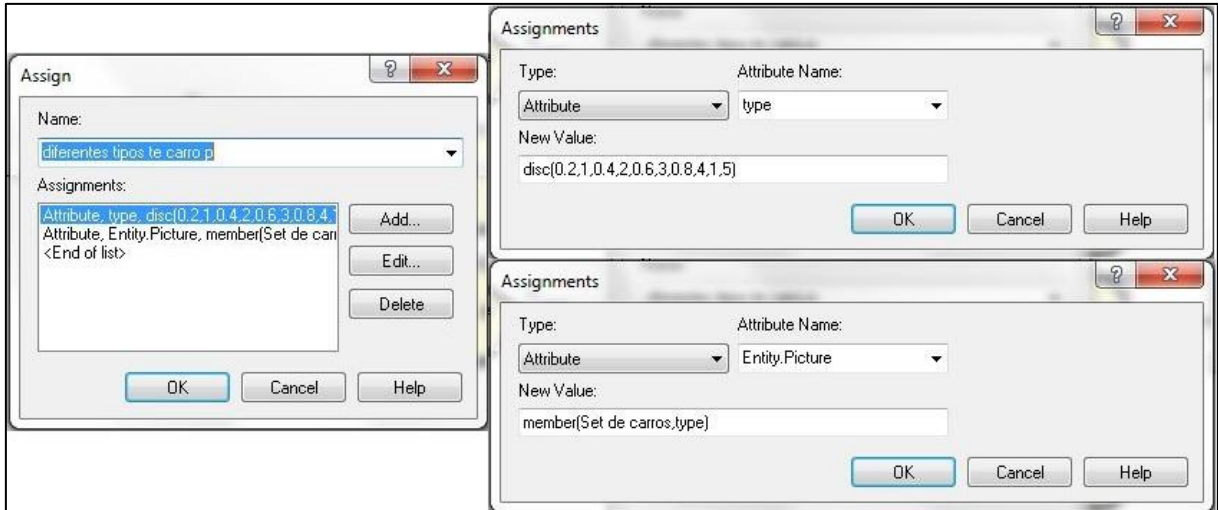 Assign
Name:
diferentes tipos te carro p
Assignments:
Attribute, type, disc(0.2,1,0.4,2,0.6,3,0.8,4,1
Attribute, Entity.Picture, member(Set de carr
<End of list>
Add...
Edit...
Delete
OK Cancel Help
Assignments
Type: Attribute Name:
Attribute type
New Value:
disc(0.2,1,0.4,2,0.6,3,0.8,4,1,5)
OK Cancel Help
Assignments
Type: Attribute Name:
Attribute Entity.Picture
New Value:
member(Set de carros,type)
OK Cancel Help